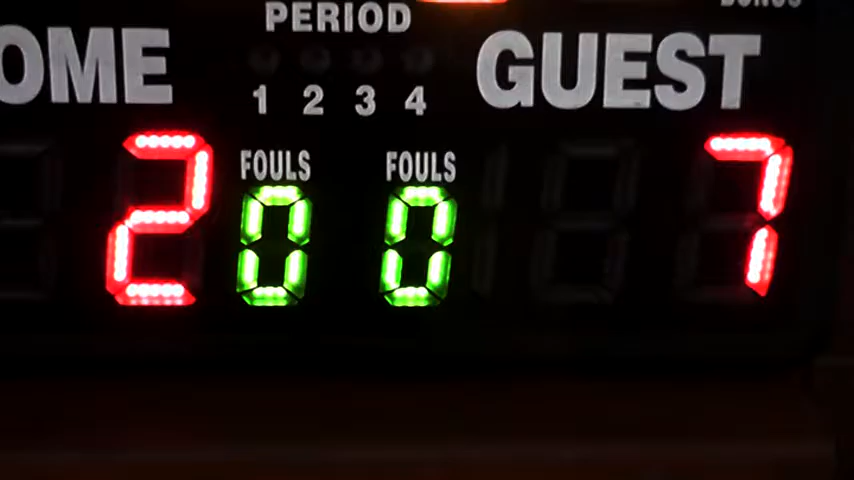 PERIOD
OME
GUEST
1 2 3 4
FOULS FOULS
2 0 0 7